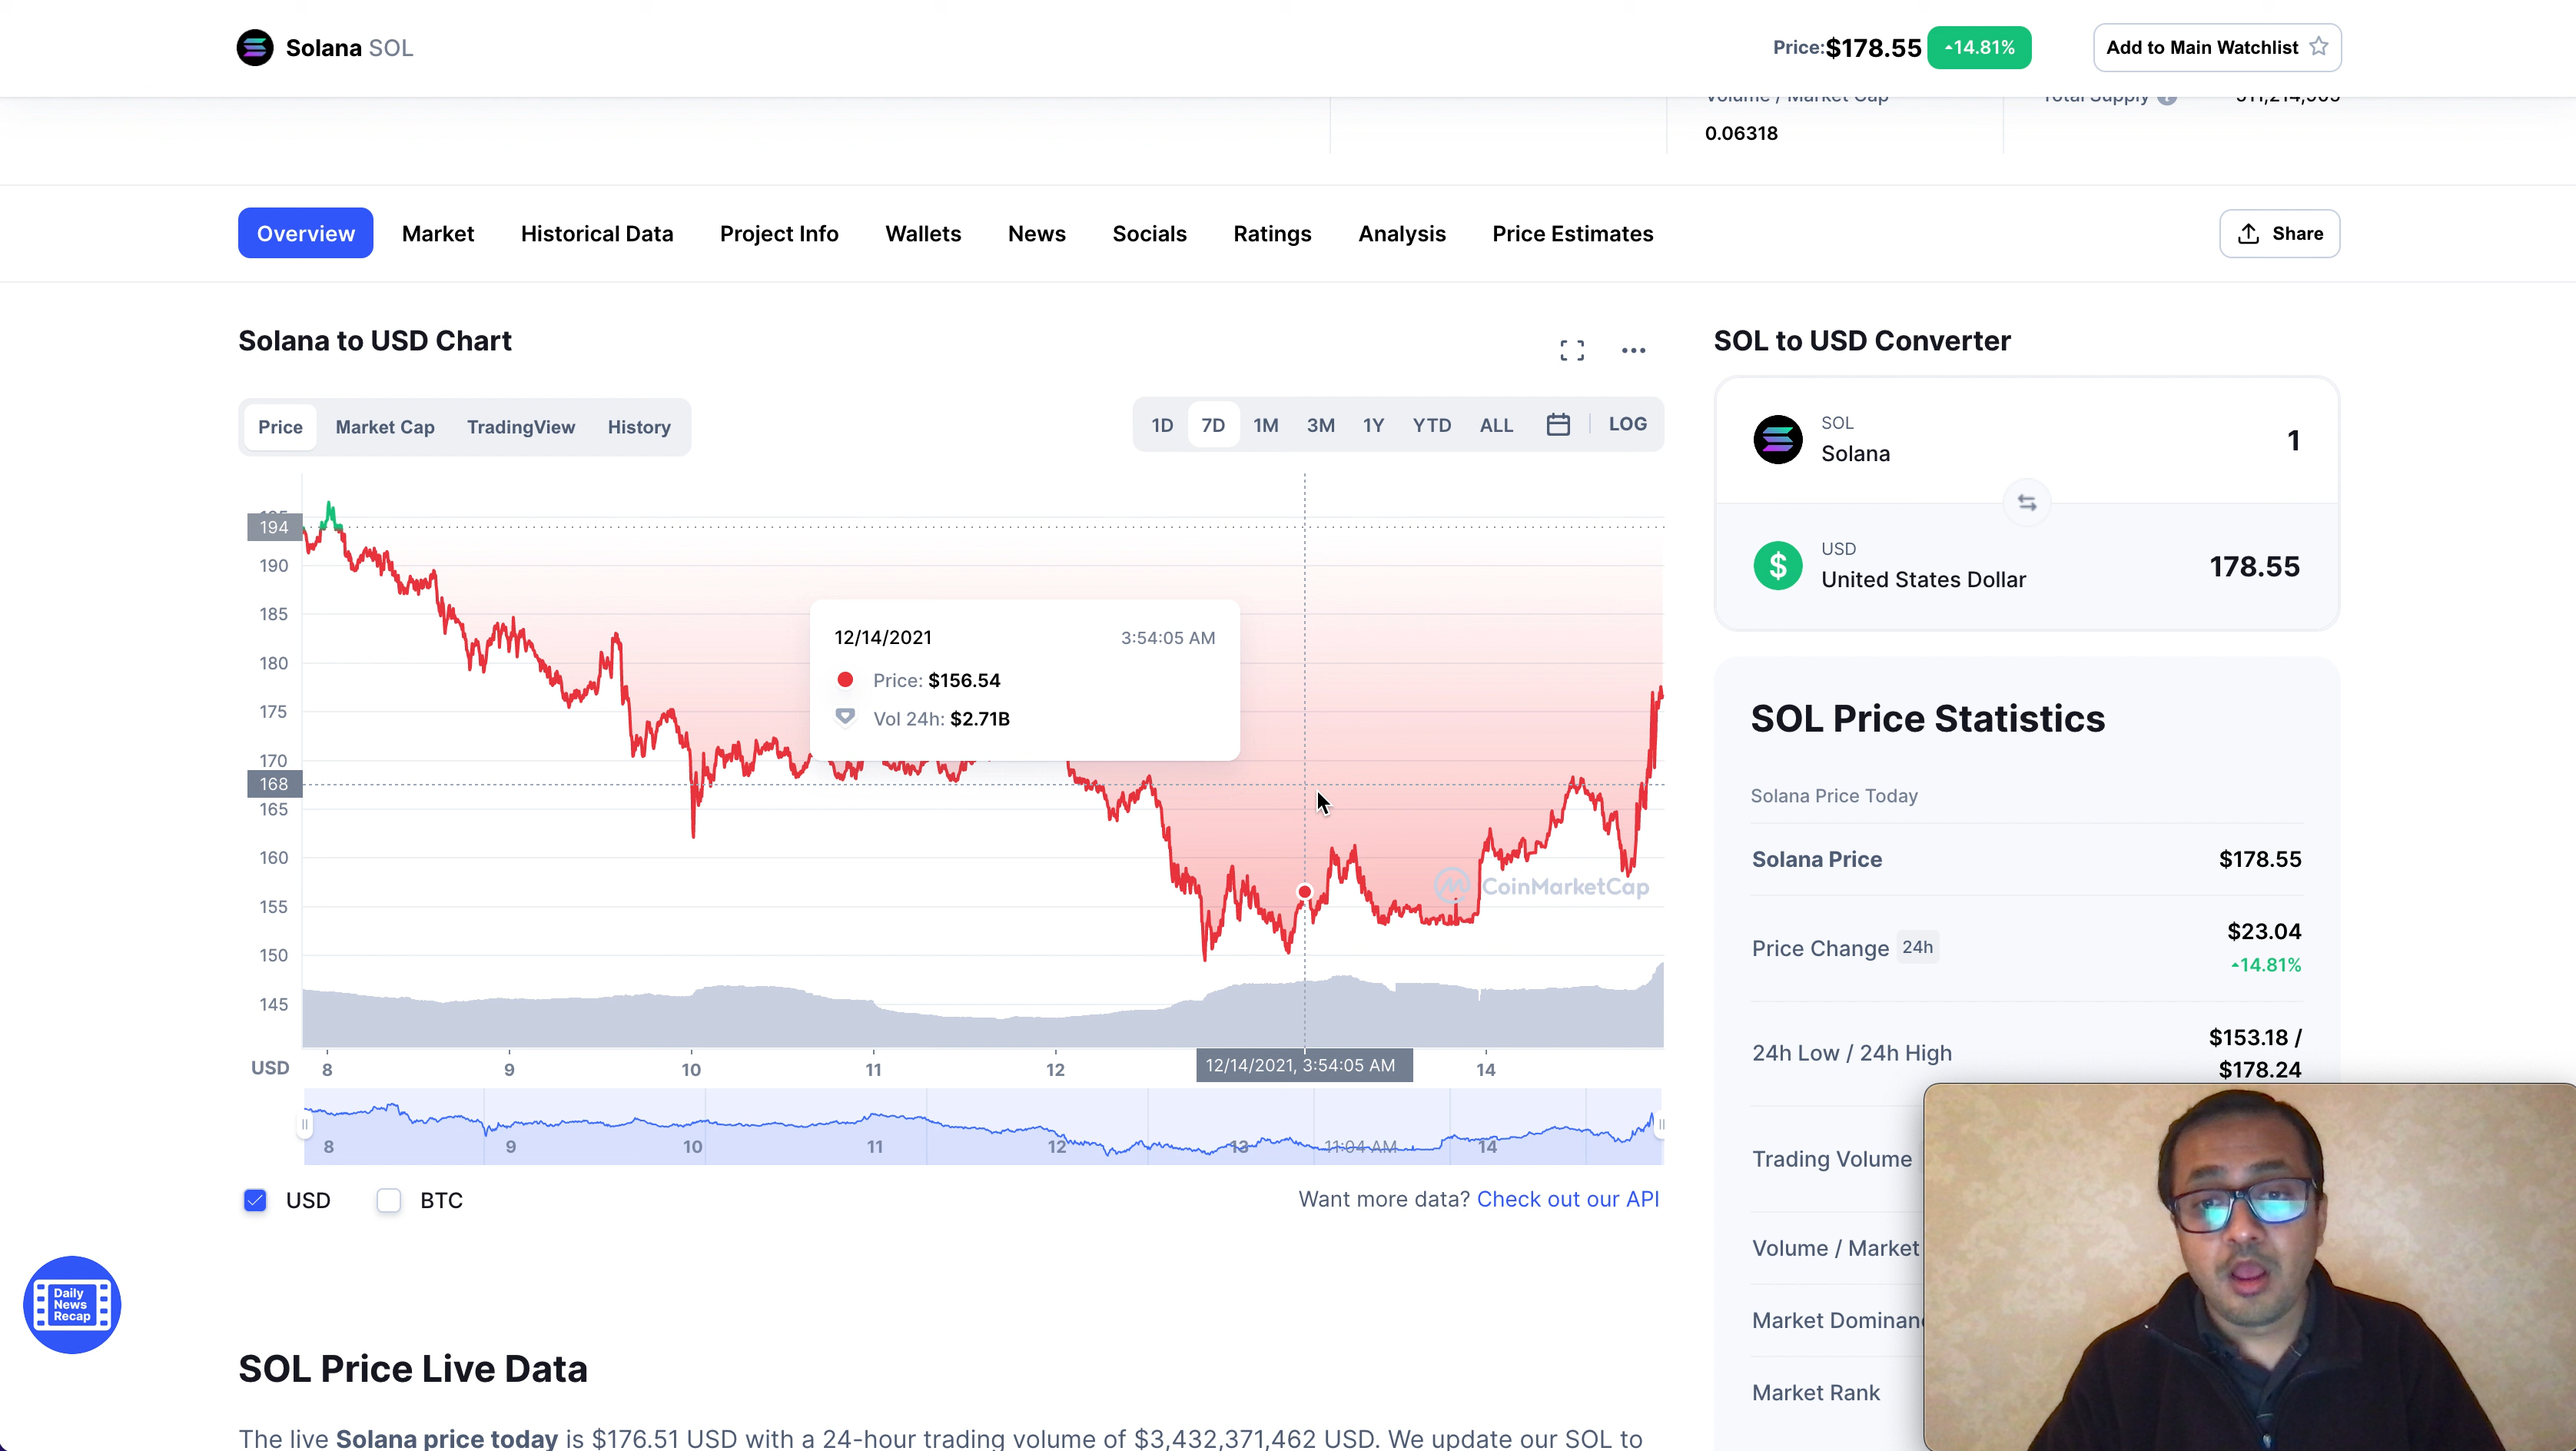 Solana SOL
Price:$178.55 14.81%
Add to Main Watchlist
Volume / Market Cap
Total Supply
0.06318
Overview Market Historical Data Project Info Wallets News Socials Ratings Analysis Price Estimates
Share
Solana to USD Chart
Price Market Cap TradingView History
1D 7D 1M 3M 1Y YTD ALL LOG
194
190
185
180
175
170
168
165
160
155
150
145
12/14/2021 3:54:05 AM
Price: $156.54
Vol 24h: $2.71B
CoinMarketCap
USD 8 9 10 11 12 12/14/2021, 3:54:05 AM 14
8 9 10 11 12 13 11:04 AM 14
USD BTC
Want more data? Check out our API
Daily
News
Recap
SOL Price Live Data
The live Solana price today is $176.51 USD with a 24-hour trading volume of $3,432,371,462 USD. We update our SOL to
SOL to USD Converter
SOL
Solana
1
USD
United States Dollar
178.55
$
SOL Price Statistics
Solana Price Today
Solana Price $178.55
Price Change 24h $23.04
14.81%
24h Low / 24h High $153.18 /
$178.24
Trading Volume
Volume / Market
Market Dominan
Market Rank